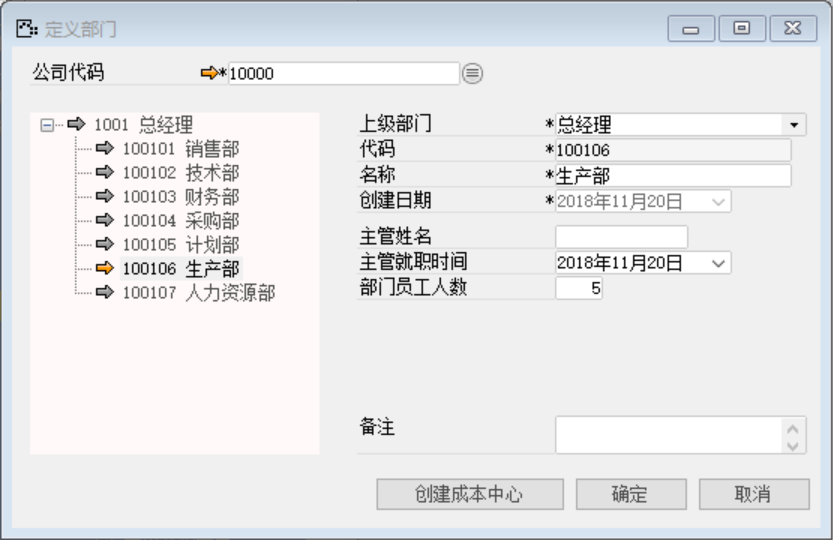 定义部门
公司代码 *10000
1001 总经理
100101 销售部
100102 技术部
100103 财务部
100104 采购部
100105 计划部
100106 生产部
100107 人力资源部
上级部门 *总经理
代码 *100106
名称 *生产部
创建日期 *2018年11月20日
主管姓名
主管就职时间 2018年11月20日
部门员工人数 5
备注
创建成本中心 确定 取消